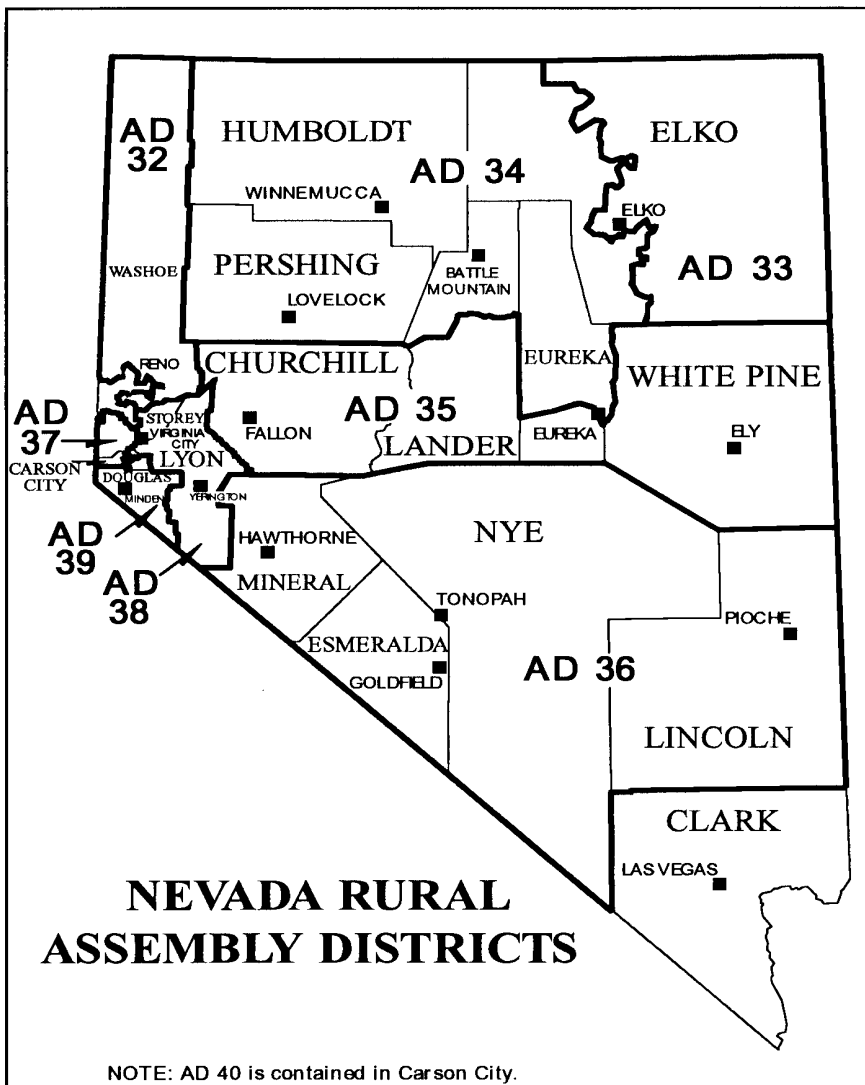 AD
32
HUMBOLDT
ELKO
AD 34
WINNEMUCCA
ELKO
WASHOE
PERSHING
BATTLE
MOUNTAIN
AD 33
LOVELOCK
RENO
CHURCHILL
EUREKA
WHITE PINE
AD
37
STOREY
VIRGINIA
CITY
FALLON
AD 35
LANDER
EUREKA
ELY
CARSON
CITY
LYON
DOUGLAS
MINDEN
YERINGTON
AD
39
AD
38
HAWTHORNE
MINERAL
NYE
TONOPAH
PIOCHE
ESMERALDA
GOLDFIELD
AD 36
LINCOLN
CLARK
LAS VEGAS
NEVADA RURAL
ASSEMBLY DISTRICTS
NOTE: AD 40 is contained in Carson City.